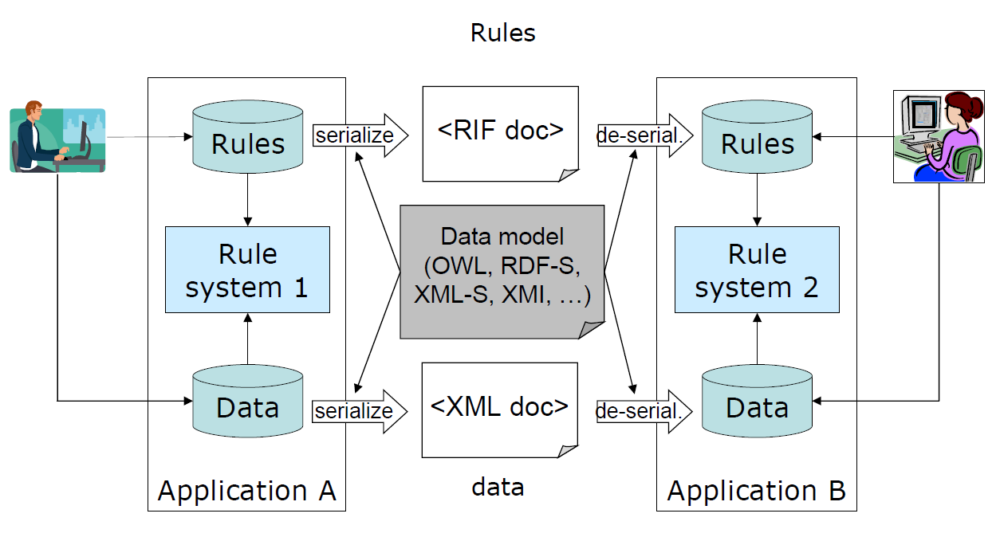 Rules
Rules
serialize
<RIF doc>
de-serial.
Rules
Rule
system 1
Data model
(OWL, RDF-S,
XML-S, XMI, …)
Rule
system 2
Data
serialize
<XML doc>
de-serial.
Data
Application A
data
Application B